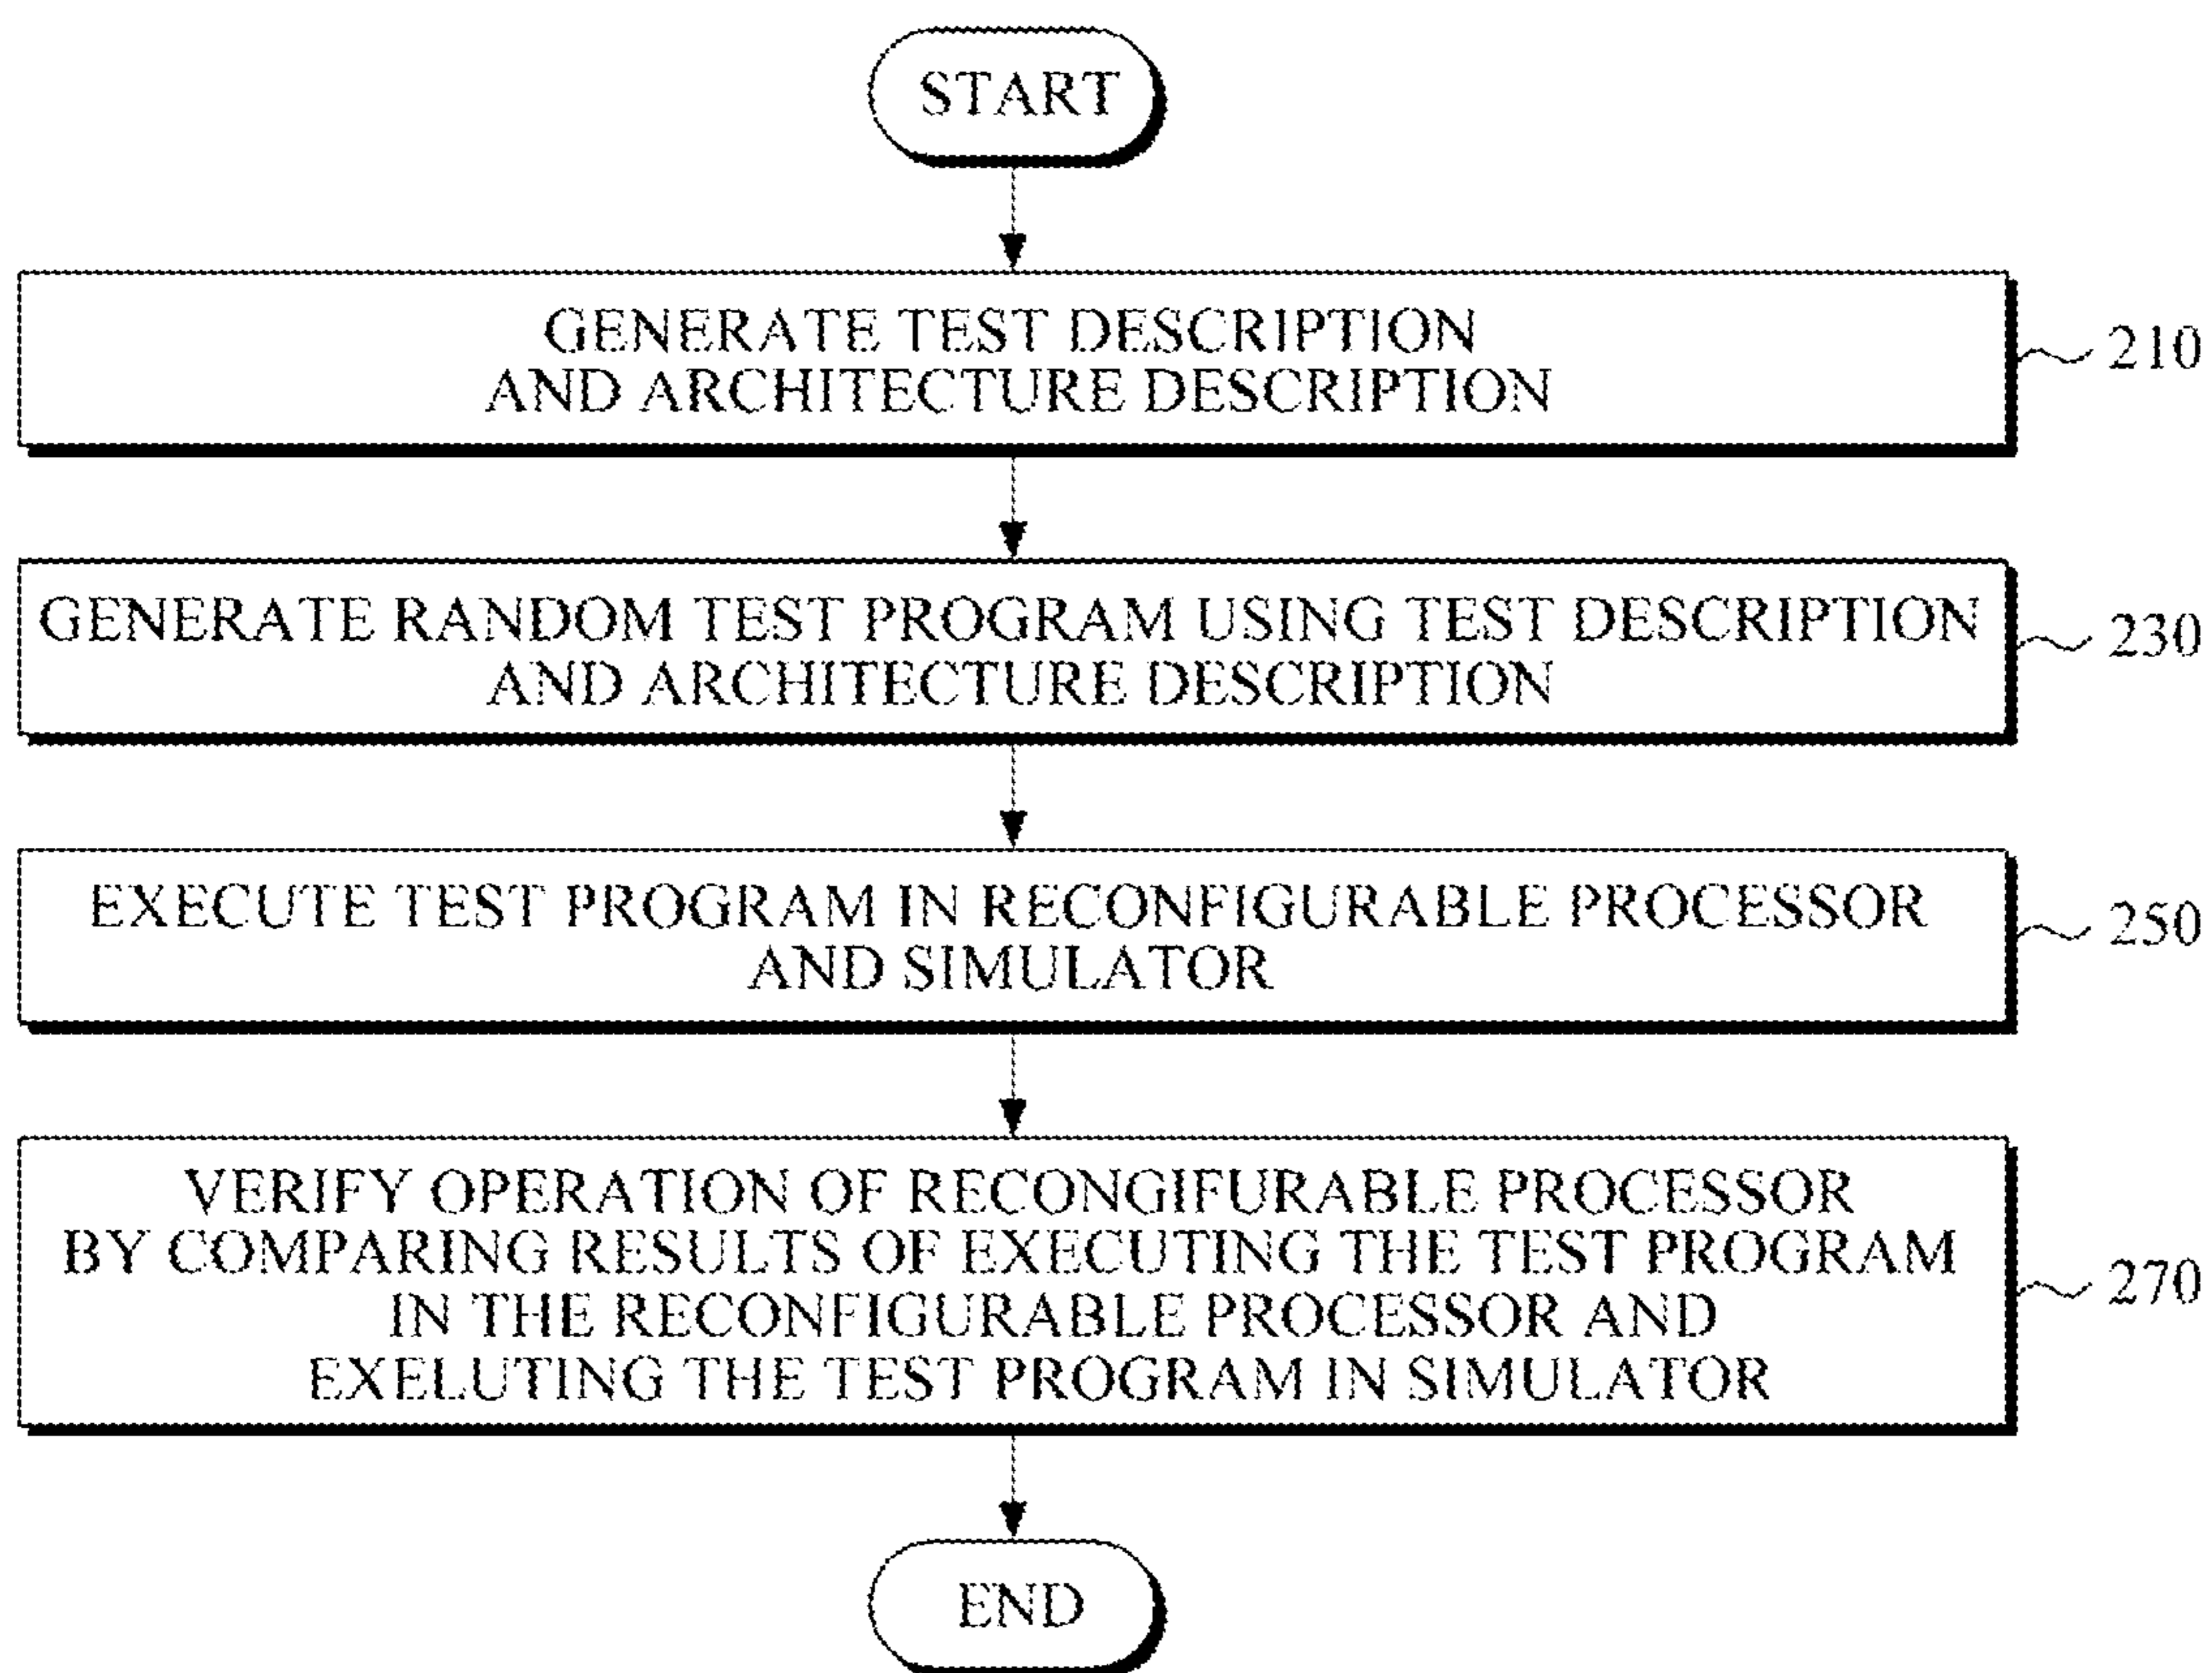 START
GENERATE TEST DESCRIPTION
AND ARCHITECTURE DESCRIPTION
210
GENERATE RANDOM TEST PROGRAM USING TEST DESCRIPTION
AND ARCHITECTURE DESCRIPTION
230
EXECUTE TEST PROGRAM IN RECONFIGURABLE PROCESSOR
AND SIMULATOR
250
VERIFY OPERATION OF RECONGIFURABLE PROCESSOR
BY COMPARING RESULTS OF EXECUTING THE TEST PROGRAM
IN THE RECONFIGURABLE PROCESSOR AND
EXELUTING THE TEST PROGRAM IN SIMULATOR
270
END